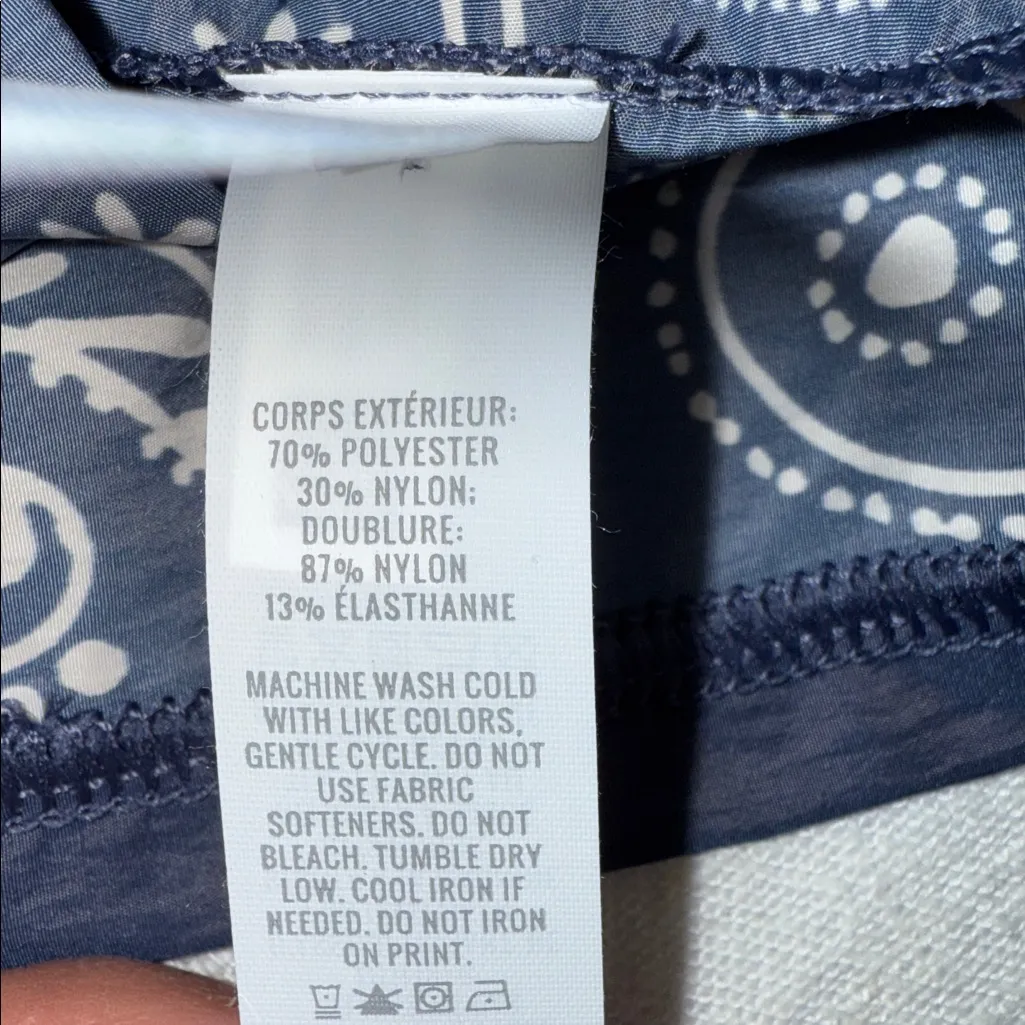 CORPS EXTÉRIEUR:
70% POLYESTER
30% NYLON;
DOUBLURE:
87% NYLON
13% ÉLASTHANNE
MACHINE WASH COLD
WITH LIKE COLORS,
GENTLE CYCLE. DO NOT
USE FABRIC
SOFTENERS. DO NOT
BLEACH. TUMBLE DRY
LOW. COOL IRON IF
NEEDED. DO NOT IRON
ON PRINT.